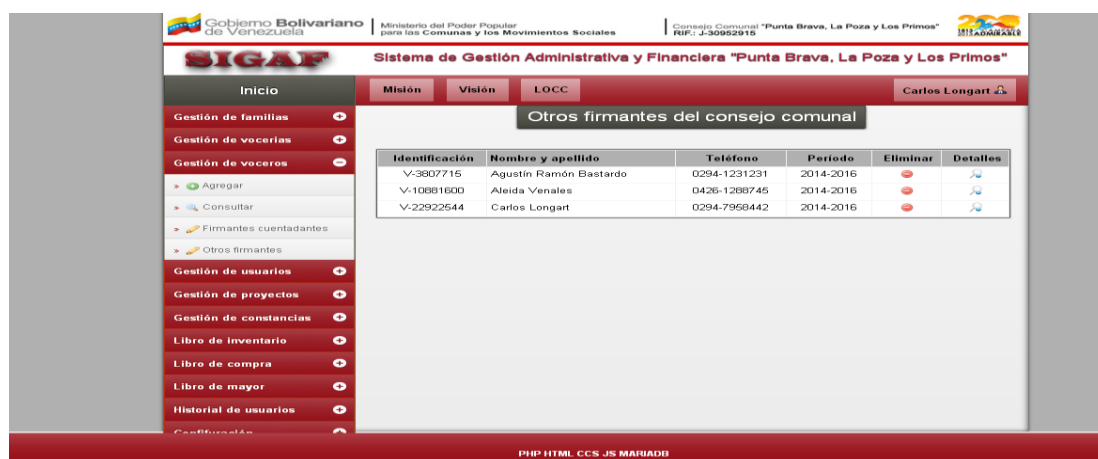 Gobierno Bolivariano
de Venezuela
Ministerio del Poder Popular
para las Comunas y los Movimientos Sociales
Consejo Comunal "Punta Brava, La Poza y Los Primos"
RIF.: J-30952915
SIGAF
Sistema de Gestión Administrativa y Financiera "Punta Brava, La Poza y Los Primos"
Inicio
Misión Visión LOCC Carlos Longart
Gestión de familias
Gestión de vocerias
Gestión de voceros
Agregar
Consultar
Firmantes cuentadantes
Otros firmantes
Gestión de usuarios
Gestión de proyectos
Gestión de constancias
Libro de inventario
Libro de compra
Libro de mayor
Historial de usuarios
Otros firmantes del consejo comunal
Identificación Nombre y apellido Teléfono Período Eliminar Detalles
V-3807715 Agustín Ramón Bastardo 0294-1231231 2014-2016
V-10881600 Aleida Venales 0426-1288745 2014-2016
V-22922544 Carlos Longart 0294-7958442 2014-2016
PHP HTML CCS JS MARIADB